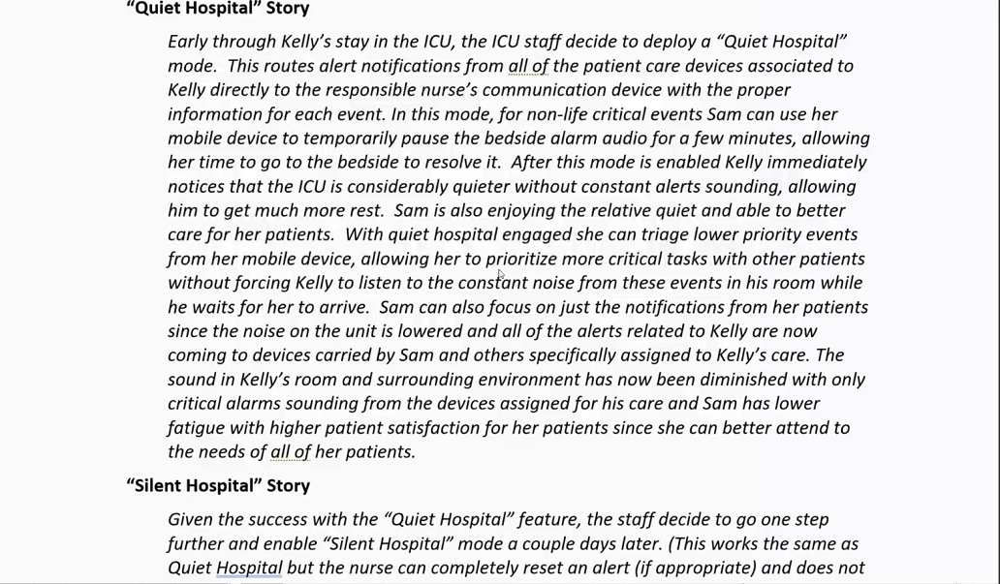 “Quiet Hospital” Story
Early through Kelly’s stay in the ICU, the ICU staff decide to deploy a “Quiet Hospital”
mode.  This routes alert notifications from all of the patient care devices associated to
Kelly directly to the responsible nurse’s communication device with the proper
information for each event. In this mode, for non-life critical events Sam can use her
mobile device to temporarily pause the bedside alarm audio for a few minutes, allowing
her time to go to the bedside to resolve it.  After this mode is enabled Kelly immediately
notices that the ICU is considerably quieter without constant alerts sounding, allowing
him to get much more rest.  Sam is also enjoying the relative quiet and able to better
care for her patients.  With quiet hospital engaged she can triage lower priority events
from her mobile device, allowing her to prioritize more critical tasks with other patients
without forcing Kelly to listen to the constant noise from these events in his room while
he waits for her to arrive.  Sam can also focus on just the notifications from her patients
since the noise on the unit is lowered and all of the alerts related to Kelly are now
coming to devices carried by Sam and others specifically assigned to Kelly’s care. The
sound in Kelly’s room and surrounding environment has now been diminished with only
critical alarms sounding from the devices assigned for his care and Sam has lower
fatigue with higher patient satisfaction for her patients since she can better attend to
the needs of all of her patients.
“Silent Hospital” Story
Given the success with the “Quiet Hospital” feature, the staff decide to go one step
further and enable “Silent Hospital” mode a couple days later. (This works the same as
Quiet Hospital but the nurse can completely reset an alert (if appropriate) and does not